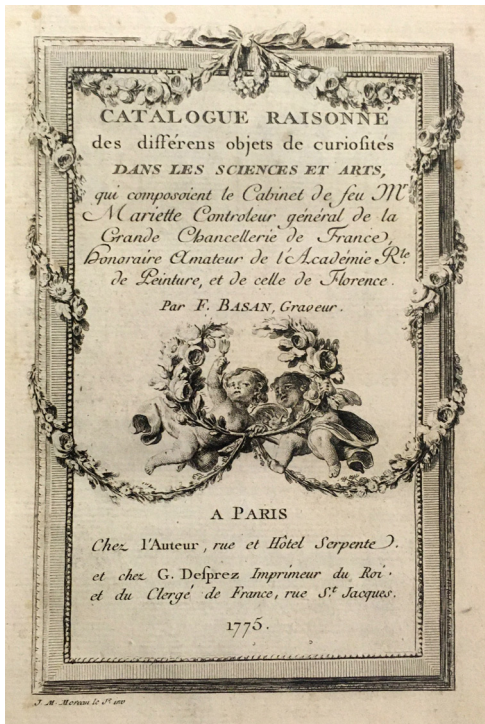 CATALOGUE RAISONNÉ
des différens objets de curiosités
DANS LES SCIENCES ET ARTS,
qui composoient le Cabinet de feu Mr
Mariette Controleur général de la
Grande Chancellerie de France,
honoraire Amateur de l'Académie Rle
de Peinture, et de celle de Florence.
Par F. BASAN, Graveur.
A PARIS
Chez l'Auteur, rue et Hôtel Serpente.
et chez G. Desprez Imprimeur du Roi
et du Clergé de France, rue St. Jacques.
1775.
J. M. Moreau le Je inv